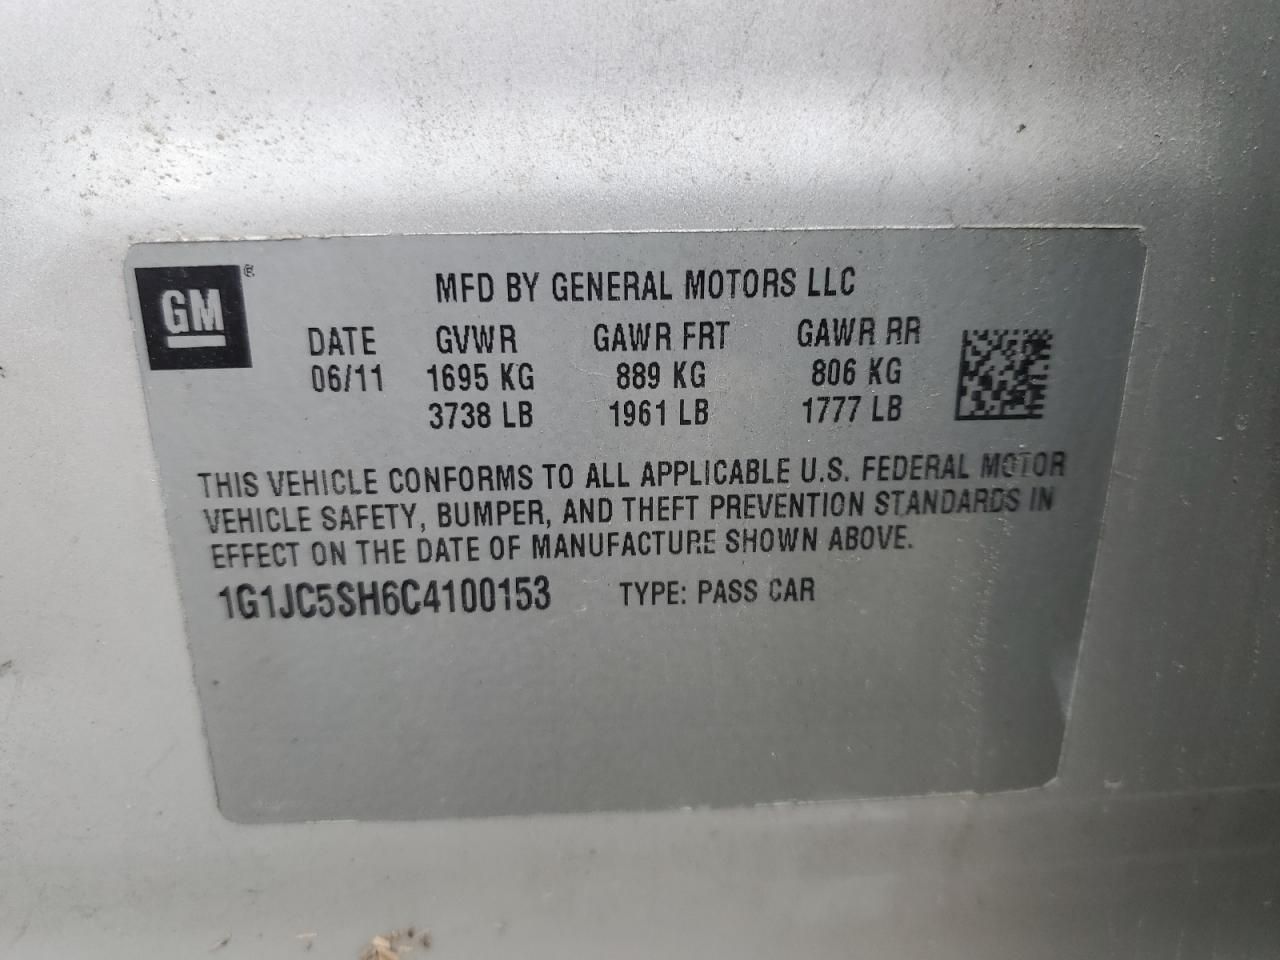 GM ®
MFD BY GENERAL MOTORS LLC
DATE GVWR GAWR FRT GAWR RR
06/11 1695 KG 889 KG 806 KG
3738 LB 1961 LB 1777 LB
THIS VEHICLE CONFORMS TO ALL APPLICABLE U.S. FEDERAL MOTOR
VEHICLE SAFETY, BUMPER, AND THEFT PREVENTION STANDARDS IN
EFFECT ON THE DATE OF MANUFACTURE SHOWN ABOVE.
1G1JC5SH6C4100153 TYPE: PASS CAR